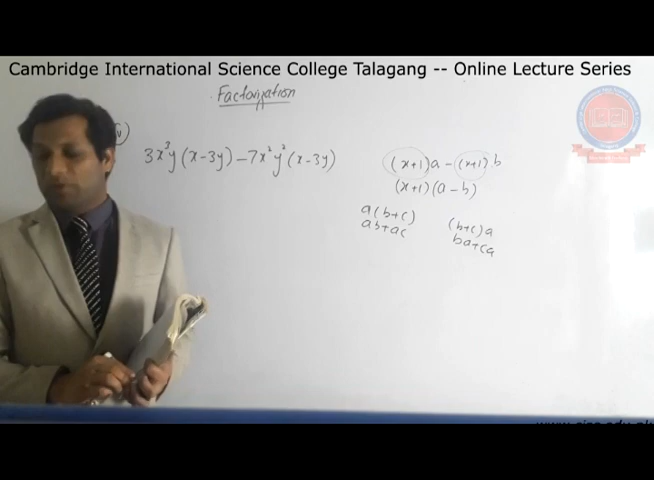 Cambridge International Science College Talagang -- Online Lecture Series
Factorization
v)
3x³y(x-3y)-7x²y²(x-3y)
(x+1)a-(x+1)b
(x+1)(a-b)
a(b+c)
ab+ac
(b+c)a
ba+ca